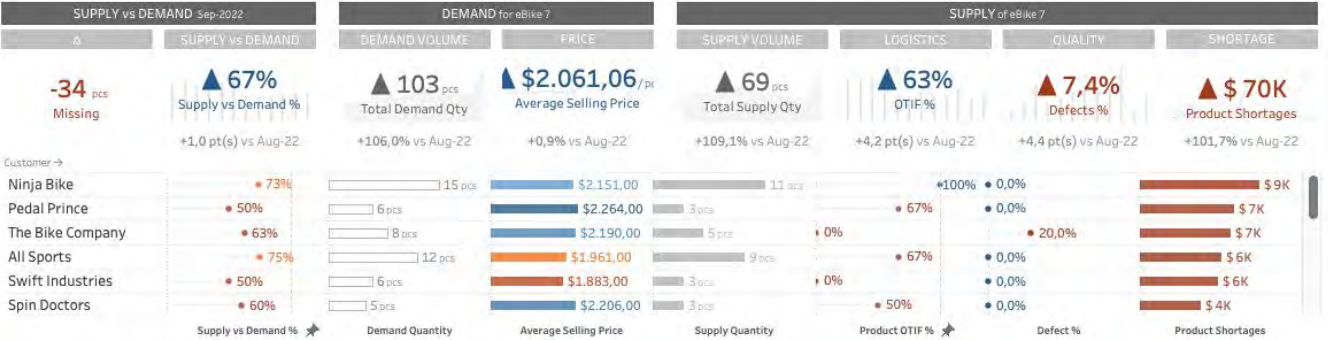 SUPPLY vs DEMAND Sep-2022 DEMAND for eBike 7 SUPPLY of eBike 7
Δ SUPPLY vs DEMAND DEMAND VOLUME PRICE SUPPLY VOLUME LOGISTICS QUALITY SHORTAGE
-34 pcs ▲ 67% ▲ 103 pcs ▲ $2.061,06/pc ▲ 69 pcs ▲ 63% ▲ 7,4% ▲ $ 70K
Missing Supply vs Demand % Total Demand Qty Average Selling Price Total Supply Qty OTIF % Defects % Product Shortages
+1,0 pt(s) vs Aug-22 +106,0% vs Aug-22 +0,9% vs Aug-22 +109,1% vs Aug-22 +4,2 pt(s) vs Aug-22 +4,4 pt(s) vs Aug-22 +101,7% vs Aug-22
Customer →
Ninja Bike 73% 15 pcs $2.151,00 11 pcs 100% 0,0% $ 9K
Pedal Prince 50% 6 pcs $2.264,00 3 pcs 67% 0,0% $ 7K
The Bike Company 63% 8 pcs $2.190,00 5 pcs 0% 20,0% $ 7K
All Sports 75% 12 pcs $1.961,00 9 pcs 67% 0,0% $ 6K
Swift Industries 50% 6 pcs $1.883,00 3 pcs 0% 0,0% $ 6K
Spin Doctors 60% 5 pcs $2.206,00 3 pcs 50% 0,0% $ 4K
Supply vs Demand % Demand Quantity Average Selling Price Supply Quantity Product OTIF % Defect % Product Shortages